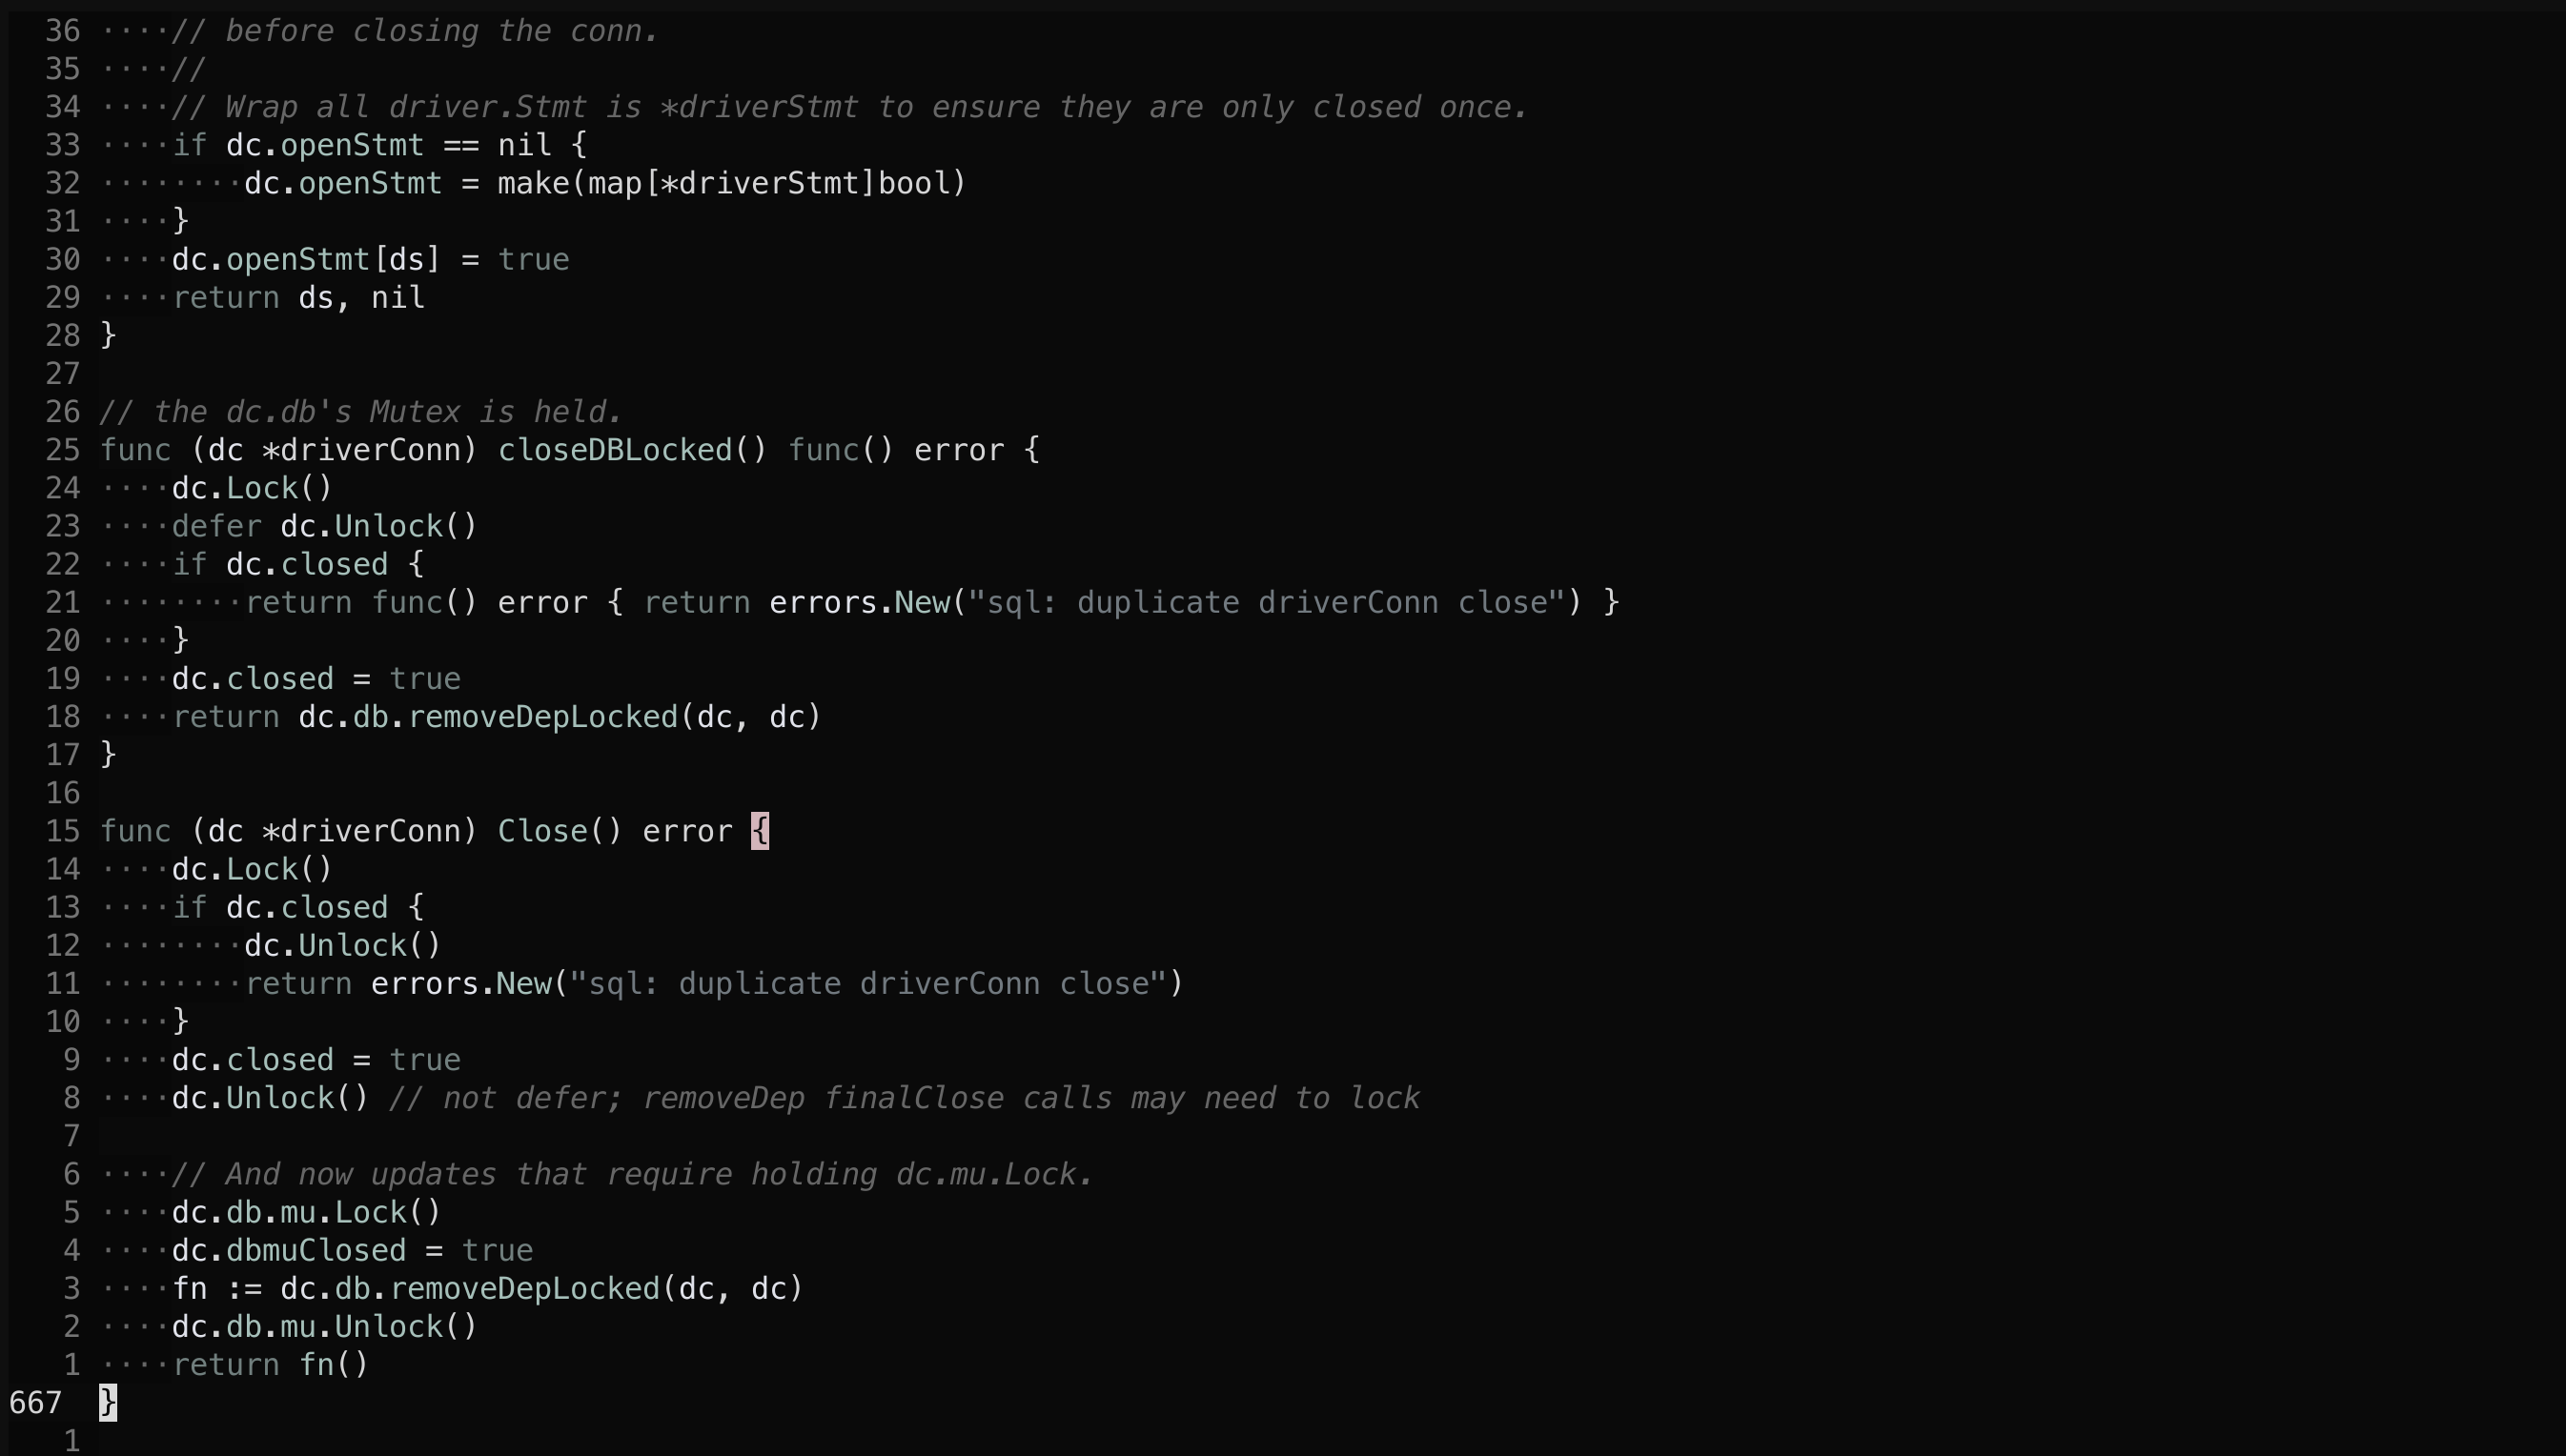 36 ····// before closing the conn.
35 ····//
34 ····// Wrap all driver.Stmt is *driverStmt to ensure they are only closed once.
33 ····if dc.openStmt == nil {
32 ········dc.openStmt = make(map[*driverStmt]bool)
31 ····}
30 ····dc.openStmt[ds] = true
29 ····return ds, nil
28 }
27
26 // the dc.db's Mutex is held.
25 func (dc *driverConn) closeDBLocked() func() error {
24 ····dc.Lock()
23 ····defer dc.Unlock()
22 ····if dc.closed {
21 ········return func() error { return errors.New("sql: duplicate driverConn close") }
20 ····}
19 ····dc.closed = true
18 ····return dc.db.removeDepLocked(dc, dc)
17 }
16
15 func (dc *driverConn) Close() error {
14 ····dc.Lock()
13 ····if dc.closed {
12 ········dc.Unlock()
11 ········return errors.New("sql: duplicate driverConn close")
10 ····}
9 ····dc.closed = true
8 ····dc.Unlock() // not defer; removeDep finalClose calls may need to lock
7
6 ····// And now updates that require holding dc.mu.Lock.
5 ····dc.db.mu.Lock()
4 ····dc.dbmuClosed = true
3 ····fn := dc.db.removeDepLocked(dc, dc)
2 ····dc.db.mu.Unlock()
1 ····return fn()
667 }
1